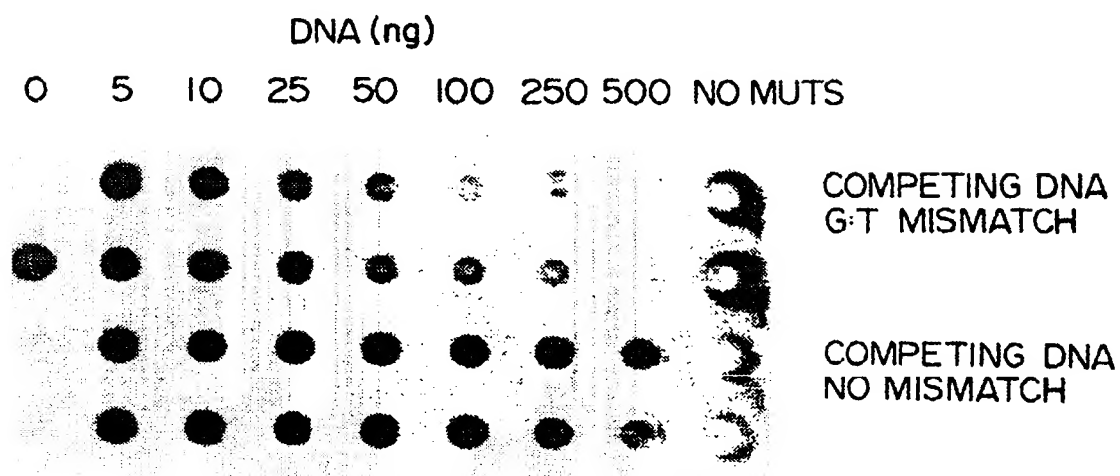 DNA (ng)
0 5 10 25 50 100 250 500 NO MUTS
COMPETING DNA
G:T MISMATCH
COMPETING DNA
NO MISMATCH